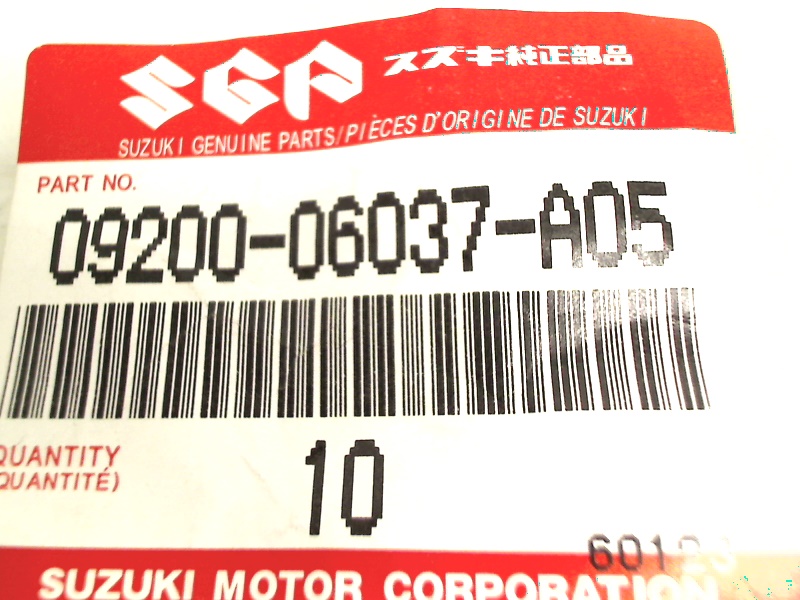 SGP スズキ純正部品
SUZUKI GENUINE PARTS/PIÈCES D'ORIGINE DE SUZUKI
PART NO.
09200-06037-A05
QUANTITY
QUANTITÉ)
10
SUZUKI MOTOR CORPORATION